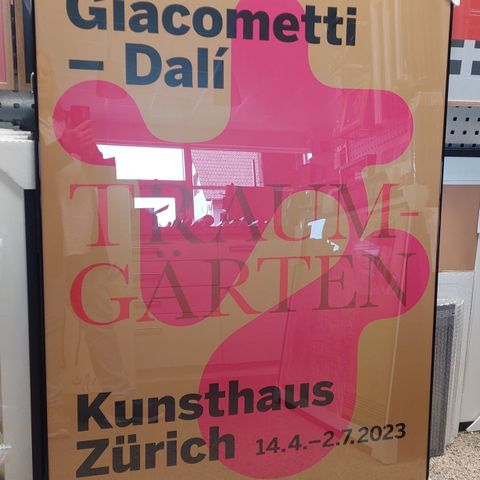 Giacometti
– Dalí
TRAUM-
GÄRTEN
Kunsthaus
Zürich 14.4.–2.7.2023